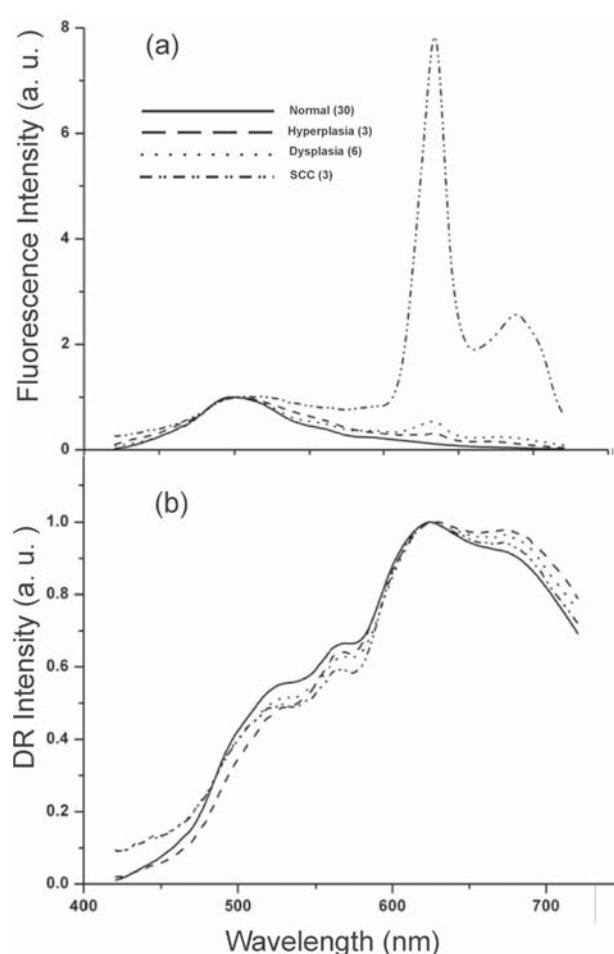 (a)
Normal (30)
Hyperplasia (3)
Dysplasia (6)
SCC (3)
Fluorescence Intensity (a. u. )
8
6
4
2
0
(b)
DR Intensity (a. u. )
1.0
0.8
0.6
0.4
0.2
0.0
400
500
600
700
Wavelength (nm)